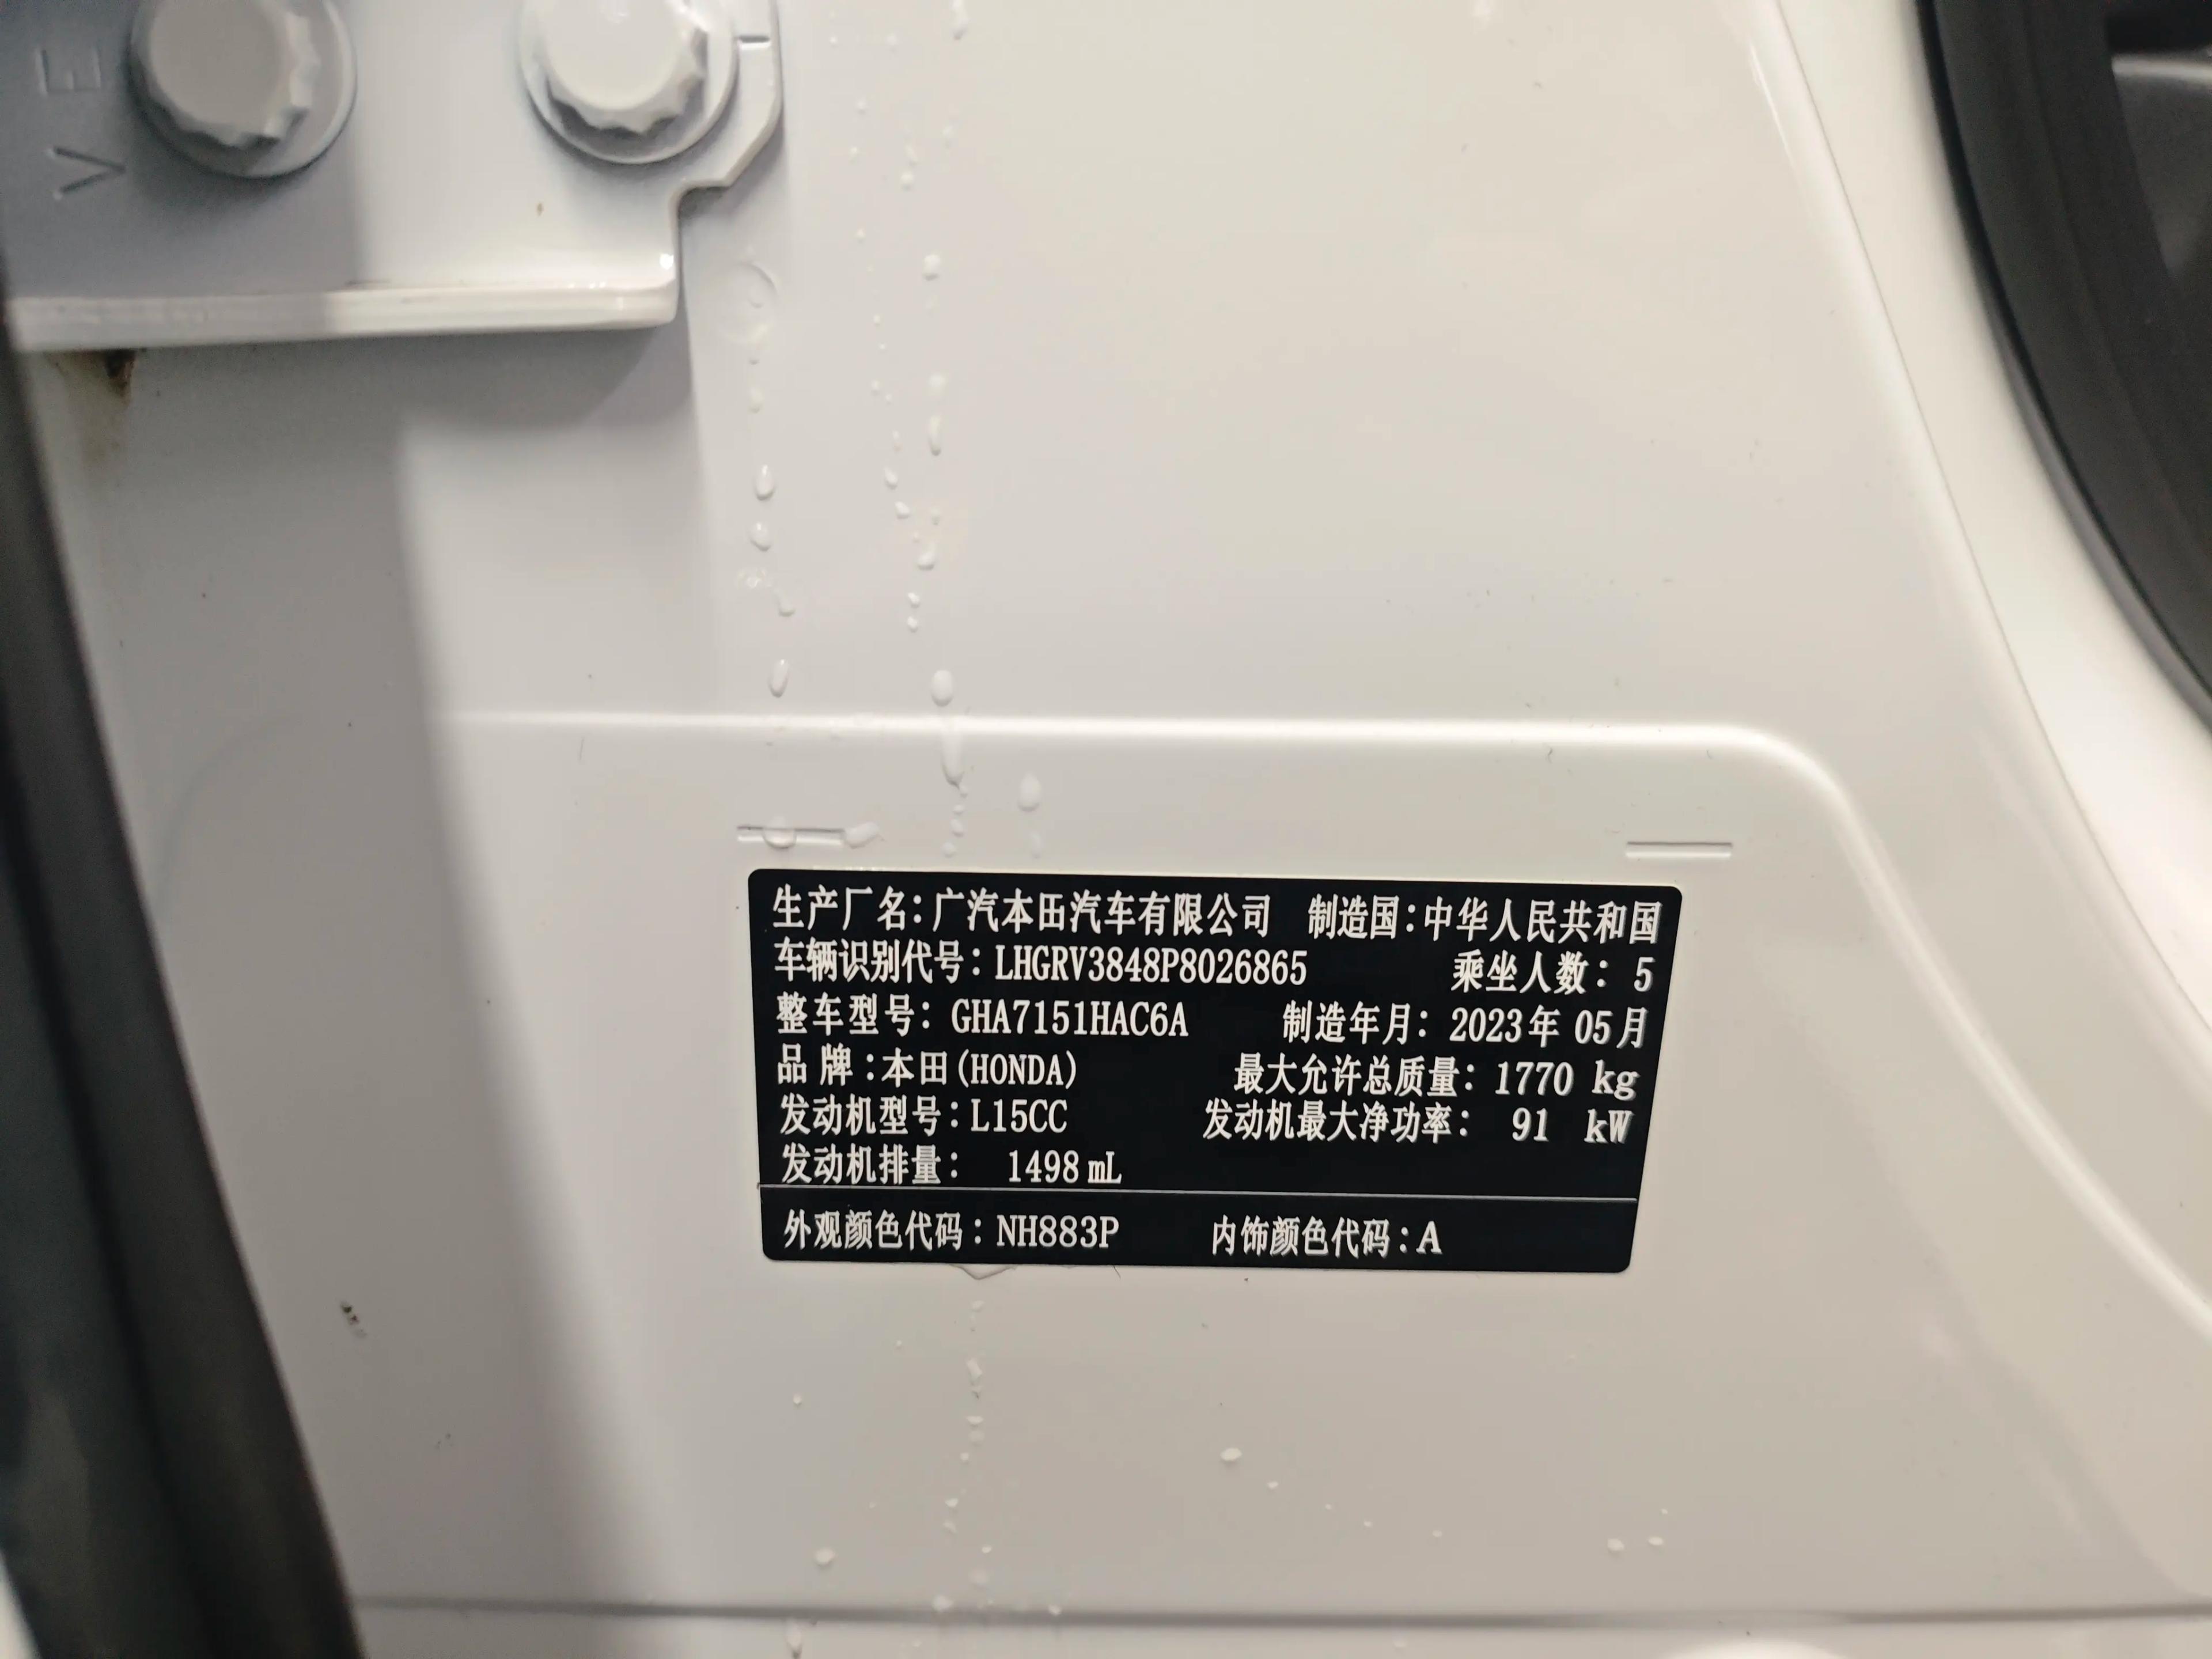 VE
生产厂名：广汽本田汽车有限公司 制造国：中华人民共和国
车辆识别代号：LHGRV3848P8026865 乘坐人数：5
整车型号：GHA7151HAC6A 制造年月：2023年 05月
品 牌：本田(HONDA) 最大允许总质量：1770 kg
发动机型号：L15CC 发动机最大净功率： 91 kW
发动机排量： 1498 mL
外观颜色代码：NH883P 内饰颜色代码：A